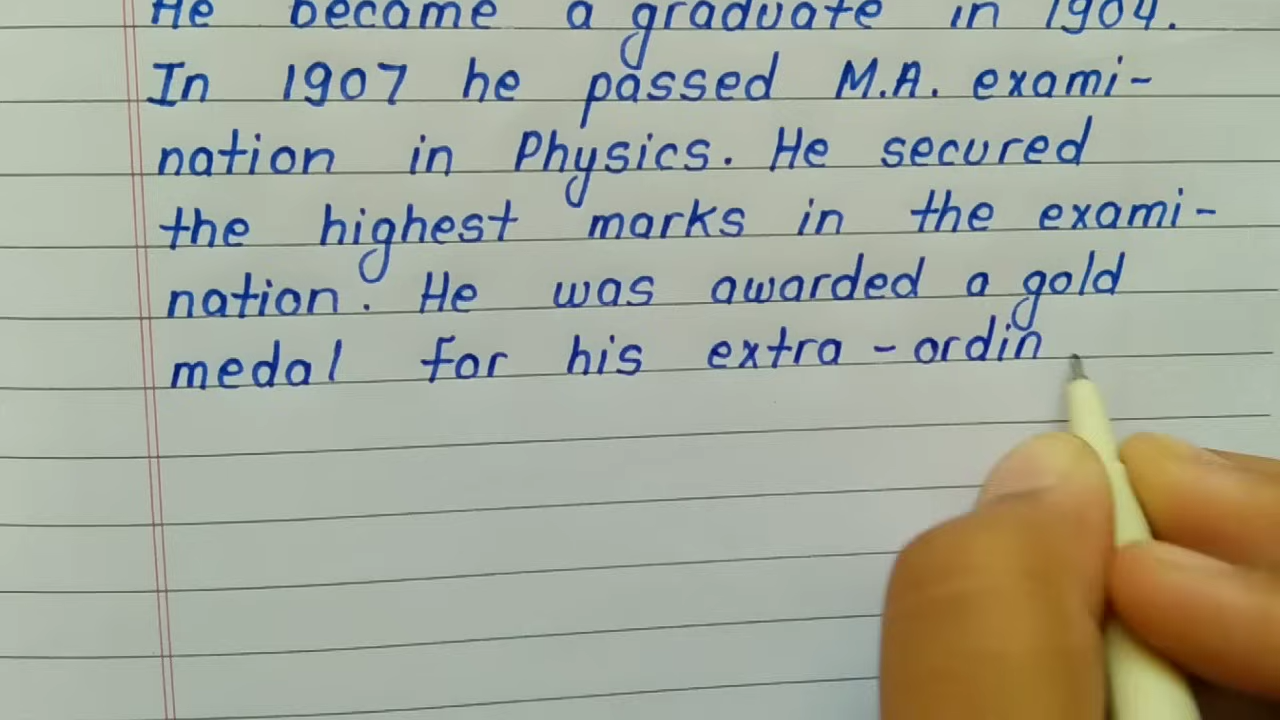 He became a graduate in 1904.
In 1907 he passed M.A. exami-
nation in Physics. He secured
the highest marks in the exami-
nation. He was awarded a gold
medal for his extra-ordin